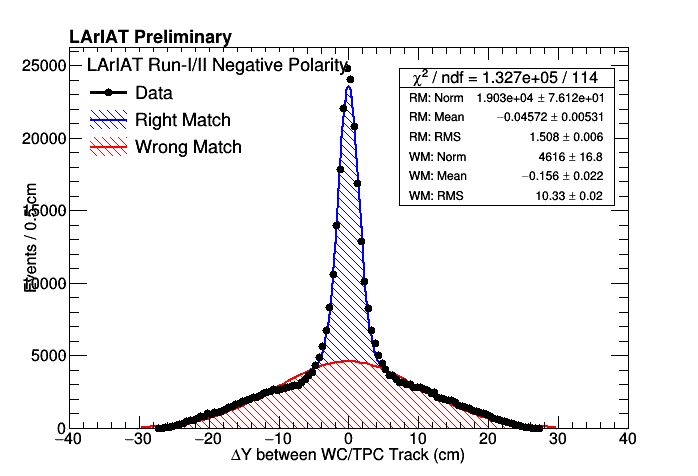 LArIAT Preliminary
LArIAT Run-I/II Negative Polarity
Data
Right Match
Wrong Match
χ² / ndf = 1.327e+05 / 114
RM: Norm 1.903e+04 ± 7.612e+01
RM: Mean −0.04572 ± 0.00531
RM: RMS 1.508 ± 0.006
WM: Norm 4616 ± 16.8
WM: Mean −0.156 ± 0.022
WM: RMS 10.33 ± 0.02
Events / 0.5 cm
25000
20000
15000
10000
5000
0
−40 −30 −20 −10 0 10 20 30 40
ΔY between WC/TPC Track (cm)